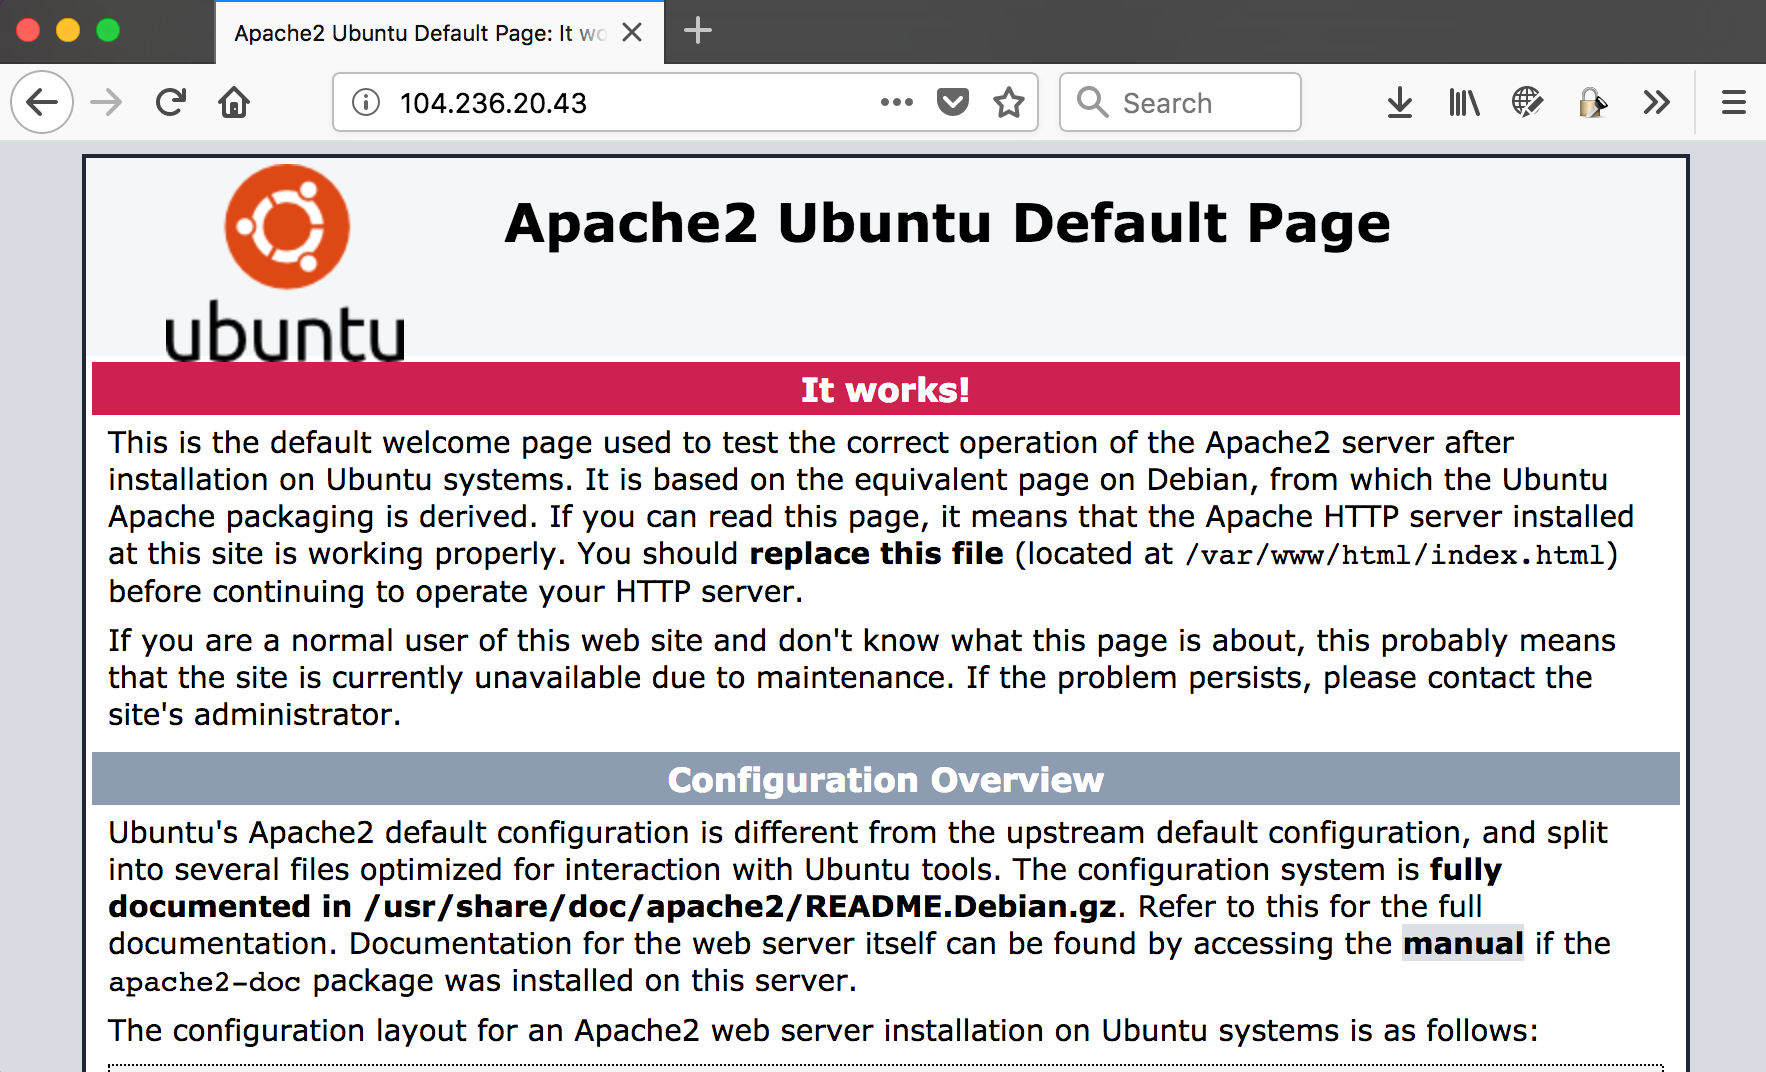 Apache2 Ubuntu Default Page: It wo
104.236.20.43
Search
ubuntu
Apache2 Ubuntu Default Page
It works!
This is the default welcome page used to test the correct operation of the Apache2 server after
installation on Ubuntu systems. It is based on the equivalent page on Debian, from which the Ubuntu
Apache packaging is derived. If you can read this page, it means that the Apache HTTP server installed
at this site is working properly. You should replace this file (located at /var/www/html/index.html)
before continuing to operate your HTTP server.
If you are a normal user of this web site and don't know what this page is about, this probably means
that the site is currently unavailable due to maintenance. If the problem persists, please contact the
site's administrator.
Configuration Overview
Ubuntu's Apache2 default configuration is different from the upstream default configuration, and split
into several files optimized for interaction with Ubuntu tools. The configuration system is fully
documented in /usr/share/doc/apache2/README.Debian.gz. Refer to this for the full
documentation. Documentation for the web server itself can be found by accessing the manual if the
apache2-doc package was installed on this server.
The configuration layout for an Apache2 web server installation on Ubuntu systems is as follows: